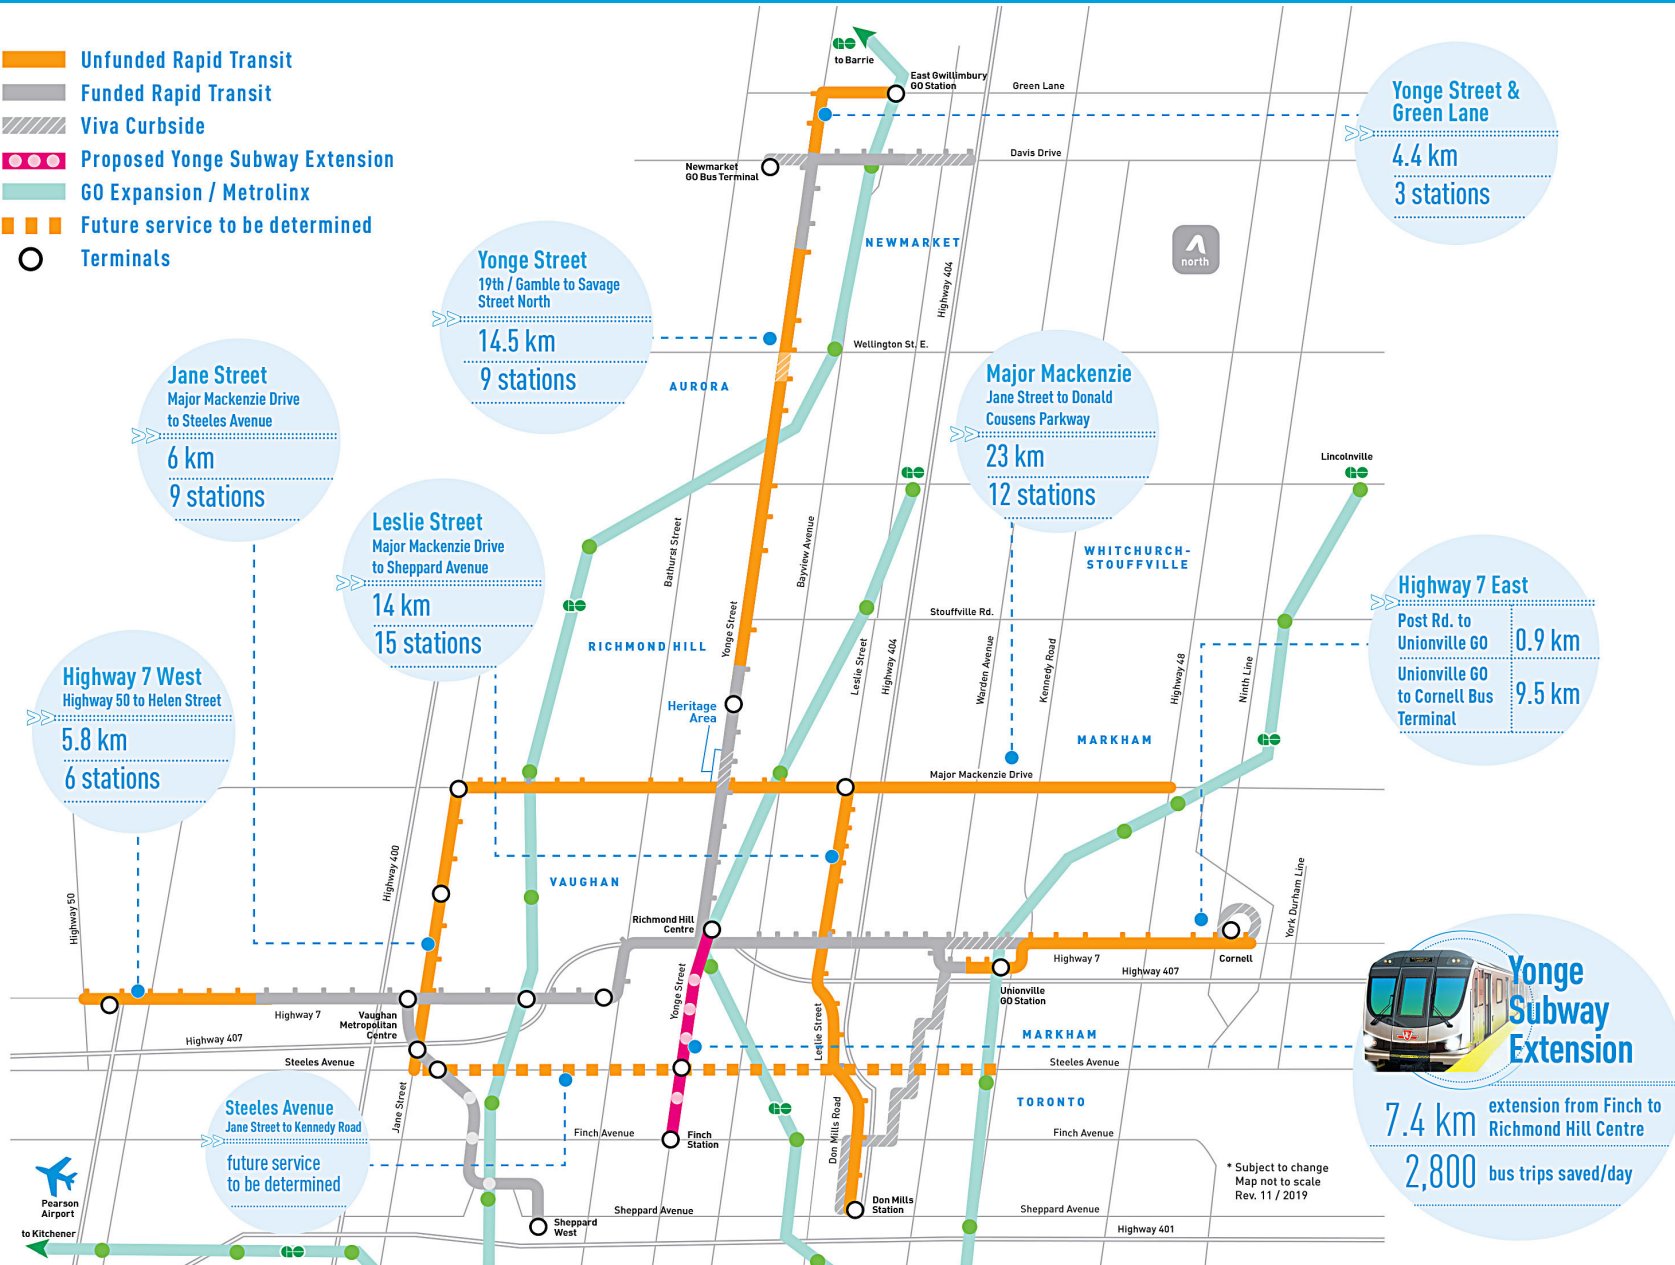 Unfunded Rapid Transit
Funded Rapid Transit
Viva Curbside
Proposed Yonge Subway Extension
GO Expansion / Metrolinx
Future service to be determined
Terminals
to Barrie
East Gwillimbury
GO Station
Green Lane
Yonge Street &
Green Lane
4.4 km
3 stations
Newmarket
GO Bus Terminal
Davis Drive
NEWMARKET
north
Highway 404
Yonge Street
19th / Gamble to Savage
Street North
14.5 km
9 stations
Wellington St. E.
AURORA
Jane Street
Major Mackenzie Drive
to Steeles Avenue
6 km
9 stations
Major Mackenzie
Jane Street to Donald
Cousens Parkway
23 km
12 stations
Lincolnville
Leslie Street
Major Mackenzie Drive
to Sheppard Avenue
14 km
15 stations
Bathurst Street
Bayview Avenue
WHITCHURCH-
STOUFFVILLE
Highway 7 East
Post Rd. to
Unionville GO
0.9 km
Unionville GO
to Cornell Bus
Terminal
9.5 km
Stouffville Rd.
Yonge Street
RICHMOND HILL
Leslie Street
Highway 404
Warden Avenue
Kennedy Road
Highway 48
Ninth Line
Highway 7 West
Highway 50 to Helen Street
5.8 km
6 stations
Heritage
Area
MARKHAM
Major Mackenzie Drive
Highway 400
VAUGHAN
Highway 50
York Durham Line
Richmond Hill
Centre
Cornell
Highway 7
Highway 407
Yonge Street
Unionville
GO Station
Highway 7
Vaughan
Metropolitan
Centre
Leslie Street
Highway 407
MARKHAM
Steeles Avenue
Steeles Avenue
Yonge
Subway
Extension
7.4 km
extension from Finch to
Richmond Hill Centre
2,800
bus trips saved/day
Jane Street
Steeles Avenue
Jane Street to Kennedy Road
future service
to be determined
TORONTO
Finch Avenue
Finch
Station
Don Mills Road
Finch Avenue
* Subject to change
Map not to scale
Rev. 11 / 2019
Pearson
Airport
to Kitchener
Sheppard
West
Sheppard Avenue
Don Mills
Station
Sheppard Avenue
Highway 401